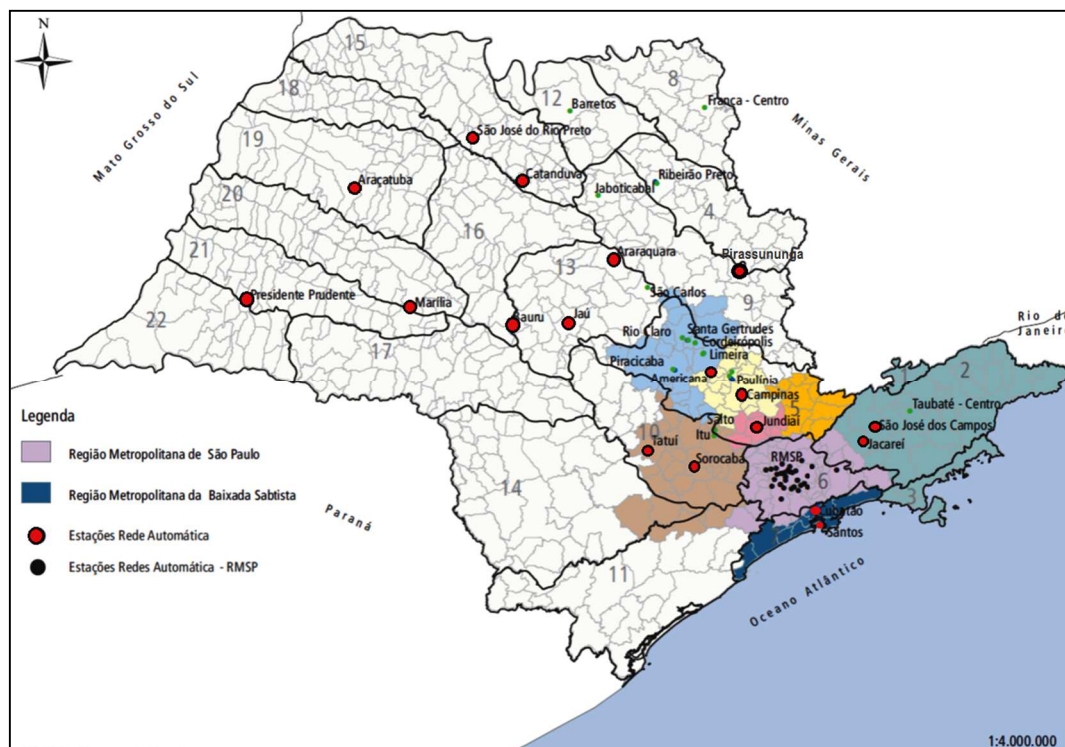 N
15
18
12
8
Barretos
Franca - Centro
Mato Grosso do Sul
Minas Gerais
São José do Rio Preto
19
Catanduva
Ribeirão Preto
Araçatuba
Jaboticabal
20
4
16
Araraquara
Pirassununga
21
13
São Carlos
Presidente Prudente
Marília
9
22
Bauru
Jaú
Rio Claro
Santa Gertrudes
Cordeirópolis
Limeira
17
Piracicaba
Americana
Paulínia
Campinas
5
1
2
Rio de
Janeiro
Taubaté - Centro
Salto
Jundiaí
São José dos Campos
Itu
10
Tatuí
Jacareí
Sorocaba
RMSP
6
3
14
Cubatão
Santos
Paraná
11
Oceano Atlântico
Legenda
Região Metropolitana de São Paulo
Região Metropolitana da Baixada Sabtista
Estações Rede Automática
Estações Redes Automática - RMSP
1:4.000.000